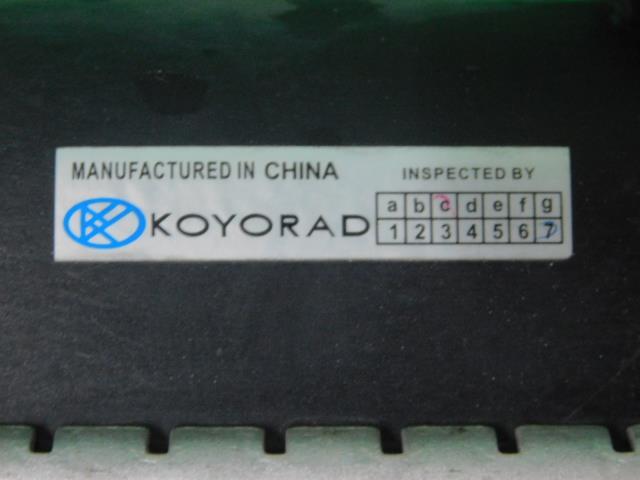 MANUFACTURED IN CHINA
INSPECTED BY
KOYORAD
a b c d e f g
1 2 3 4 5 6 7